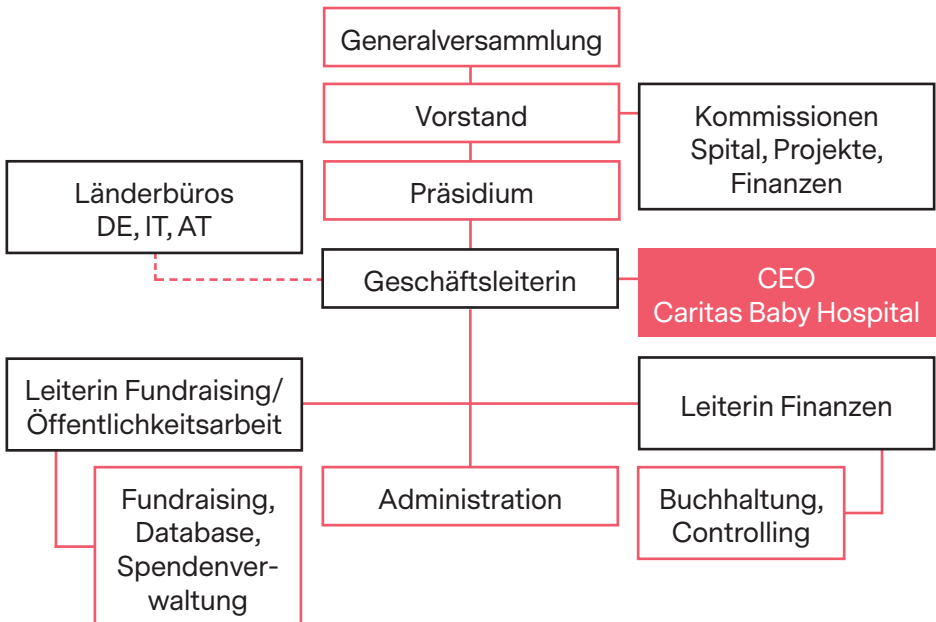 Generalversammlung
Vorstand
Kommissionen
Spital, Projekte,
Finanzen
Länderbüros
DE, IT, AT
Präsidium
Geschäftsleiterin
CEO
Caritas Baby Hospital
Leiterin Fundraising/
Öffentlichkeitsarbeit
Leiterin Finanzen
Fundraising,
Database,
Spendenver-
waltung
Administration
Buchhaltung,
Controlling